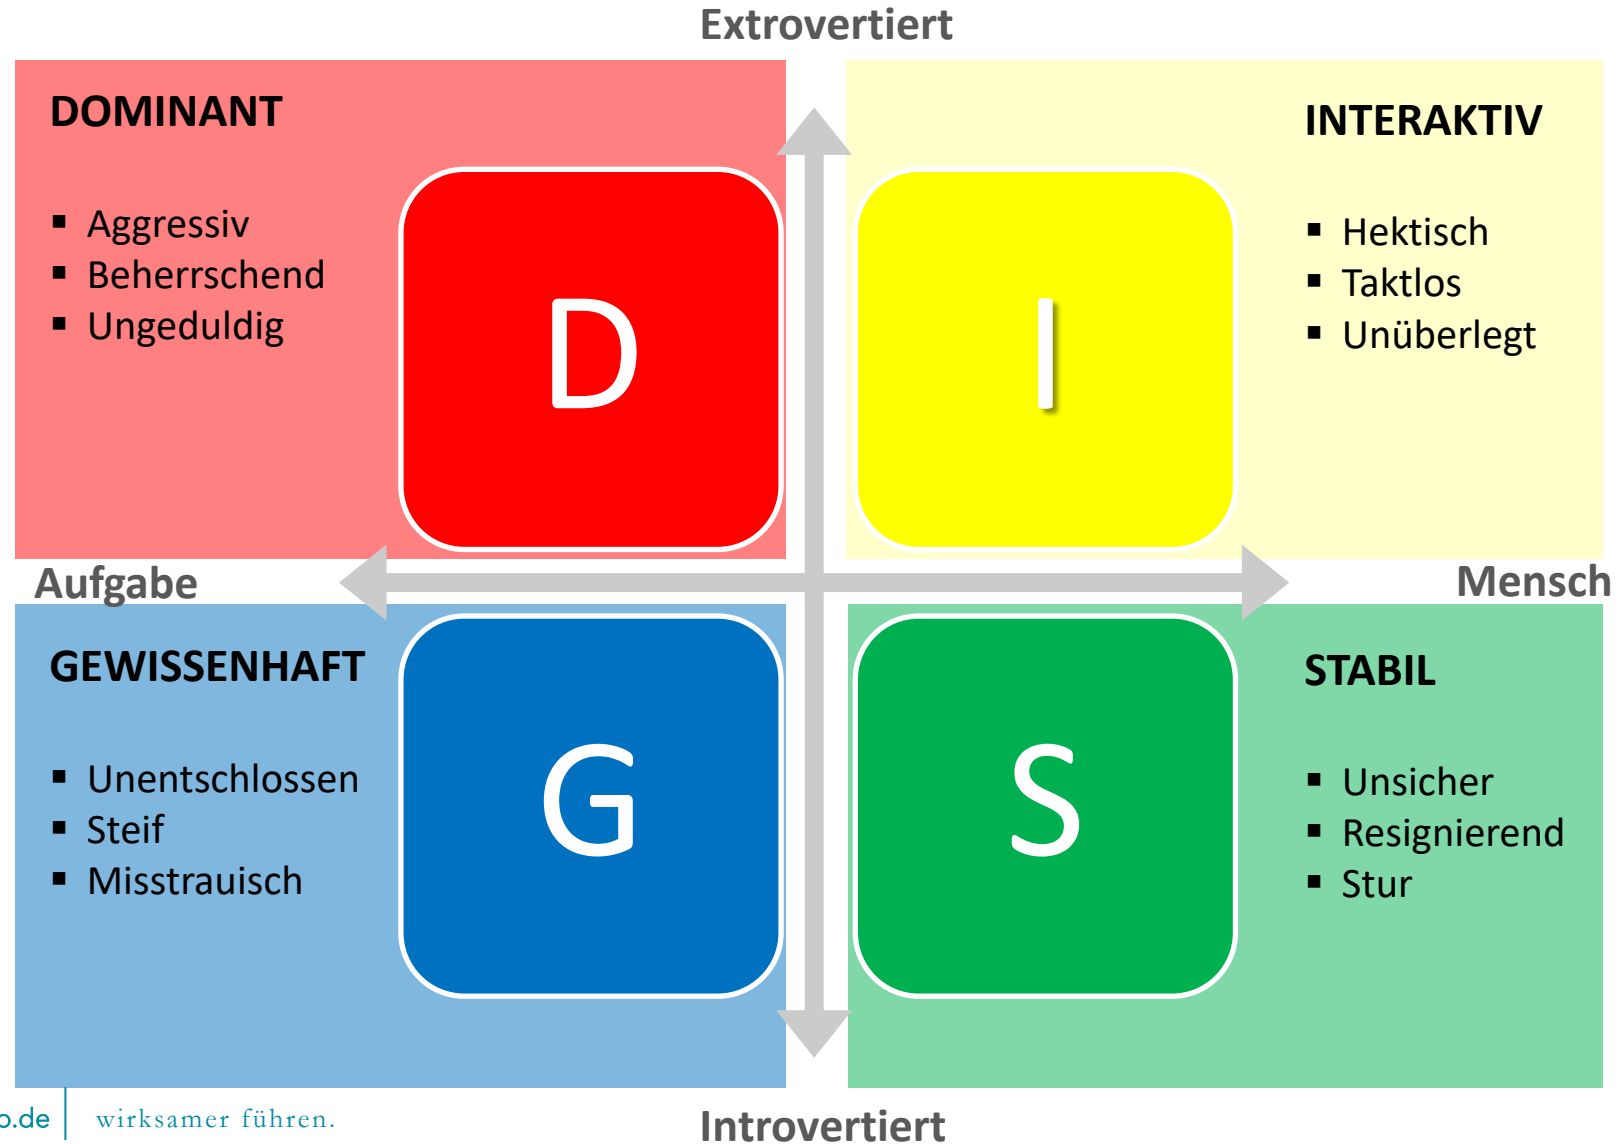 Extrovertiert
DOMINANT
▪ Aggressiv
▪ Beherrschend
▪ Ungeduldig
D
I
INTERAKTIV
▪ Hektisch
▪ Taktlos
▪ Unüberlegt
Aufgabe
Mensch
GEWISSENHAFT
▪ Unentschlossen
▪ Steif
▪ Misstrauisch
G
S
STABIL
▪ Unsicher
▪ Resignierend
▪ Stur
.de
wirksamer führen.
Introvertiert